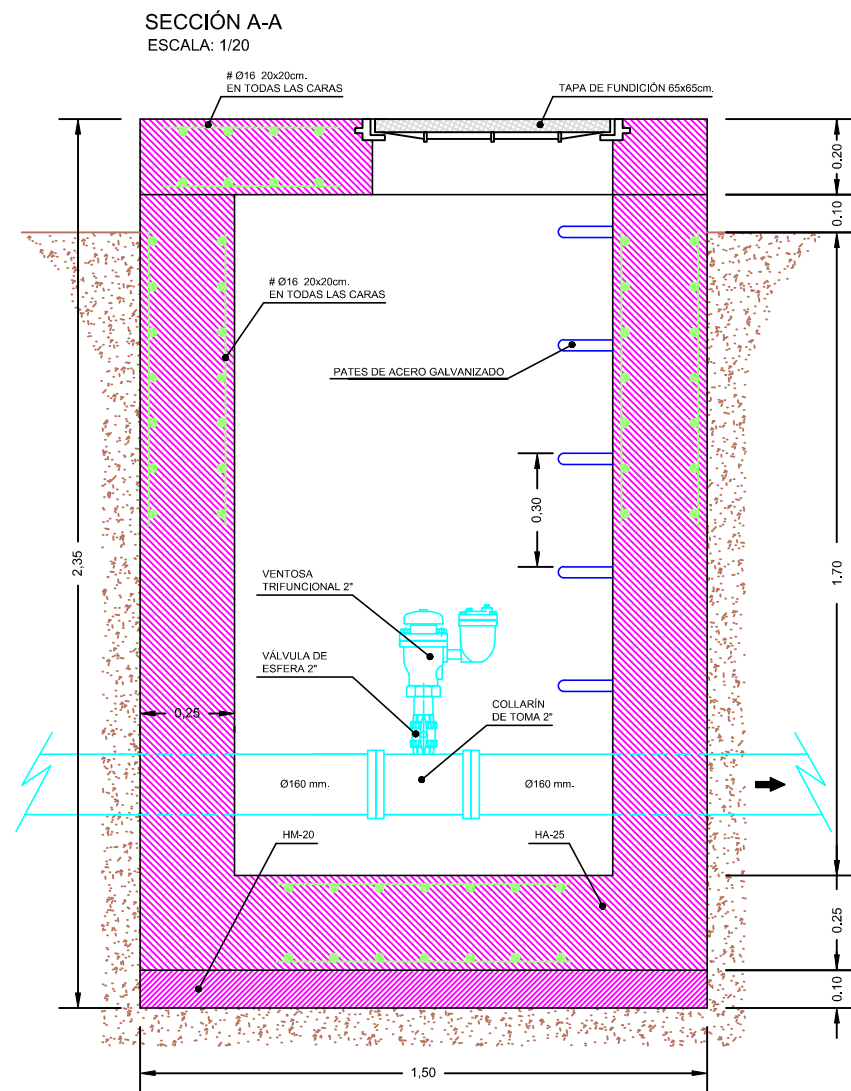 SECCIÓN A-A
ESCALA: 1/20
# Ø16 20x20cm.
EN TODAS LAS CARAS
TAPA DE FUNDICIÓN 65x65cm.
0.20
0.10
# Ø16 20x20cm.
EN TODAS LAS CARAS
PATES DE ACERO GALVANIZADO
0,30
2,35
1.70
VENTOSA
TRIFUNCIONAL 2"
VÁLVULA DE
ESFERA 2"
0,25
COLLARÍN
DE TOMA 2"
Ø160 mm.
Ø160 mm.
HM-20
HA-25
0.25
0.10
1,50